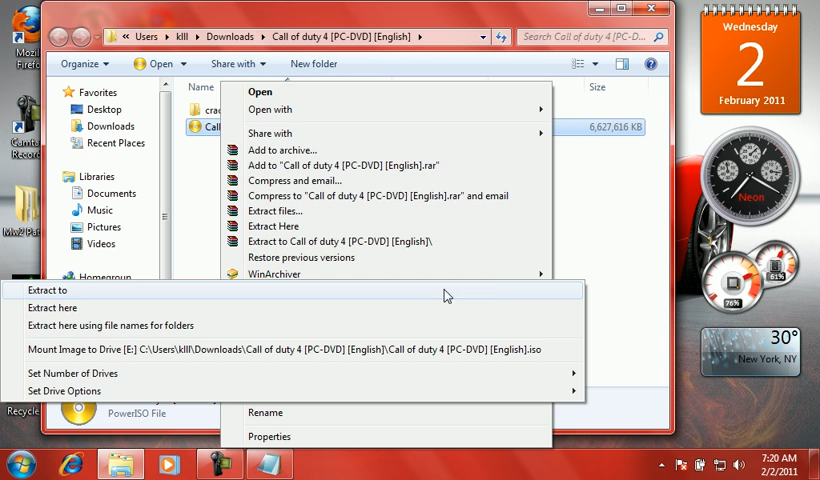 Mozil
Firefo
Camta
Record
Mw2 Pat
Recycle
Users
klll
Downloads
Call of duty 4 [PC-DVD] [English]
Search Call of duty 4 [PC-D...
Organize
Open
Share with
New folder
Favorites
Desktop
Downloads
Recent Places
Libraries
Documents
Music
Pictures
Videos
Homegroup
Name
Size
crac
Call
6,627,616 KB
Open
Open with
Share with
Add to archive...
Add to "Call of duty 4 [PC-DVD] [English].rar"
Compress and email...
Compress to "Call of duty 4 [PC-DVD] [English].rar" and email
Extract files...
Extract Here
Extract to Call of duty 4 [PC-DVD] [English]\
Restore previous versions
WinArchiver
Extract to
Extract here
Extract here using file names for folders
Mount Image to Drive [E:] C:\Users\klll\Downloads\Call of duty 4 [PC-DVD] [English]\Call of duty 4 [PC-DVD] [English].iso
Set Number of Drives
Set Drive Options
PowerISO File
Rename
Properties
Wednesday
2
February 2011
Neon
76%
61%
30°
New York, NY
7:20 AM
2/2/2011